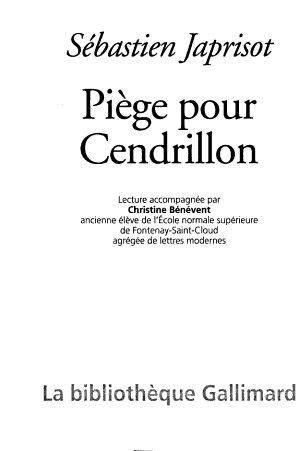 Sébastien Japrisot
Piège pour
Cendrillon
Lecture accompagnée par
Christine Bénévent
ancienne élève de l'École normale supérieure
de Fontenay-Saint-Cloud
agrégée de lettres modernes
La bibliothèque Gallimard